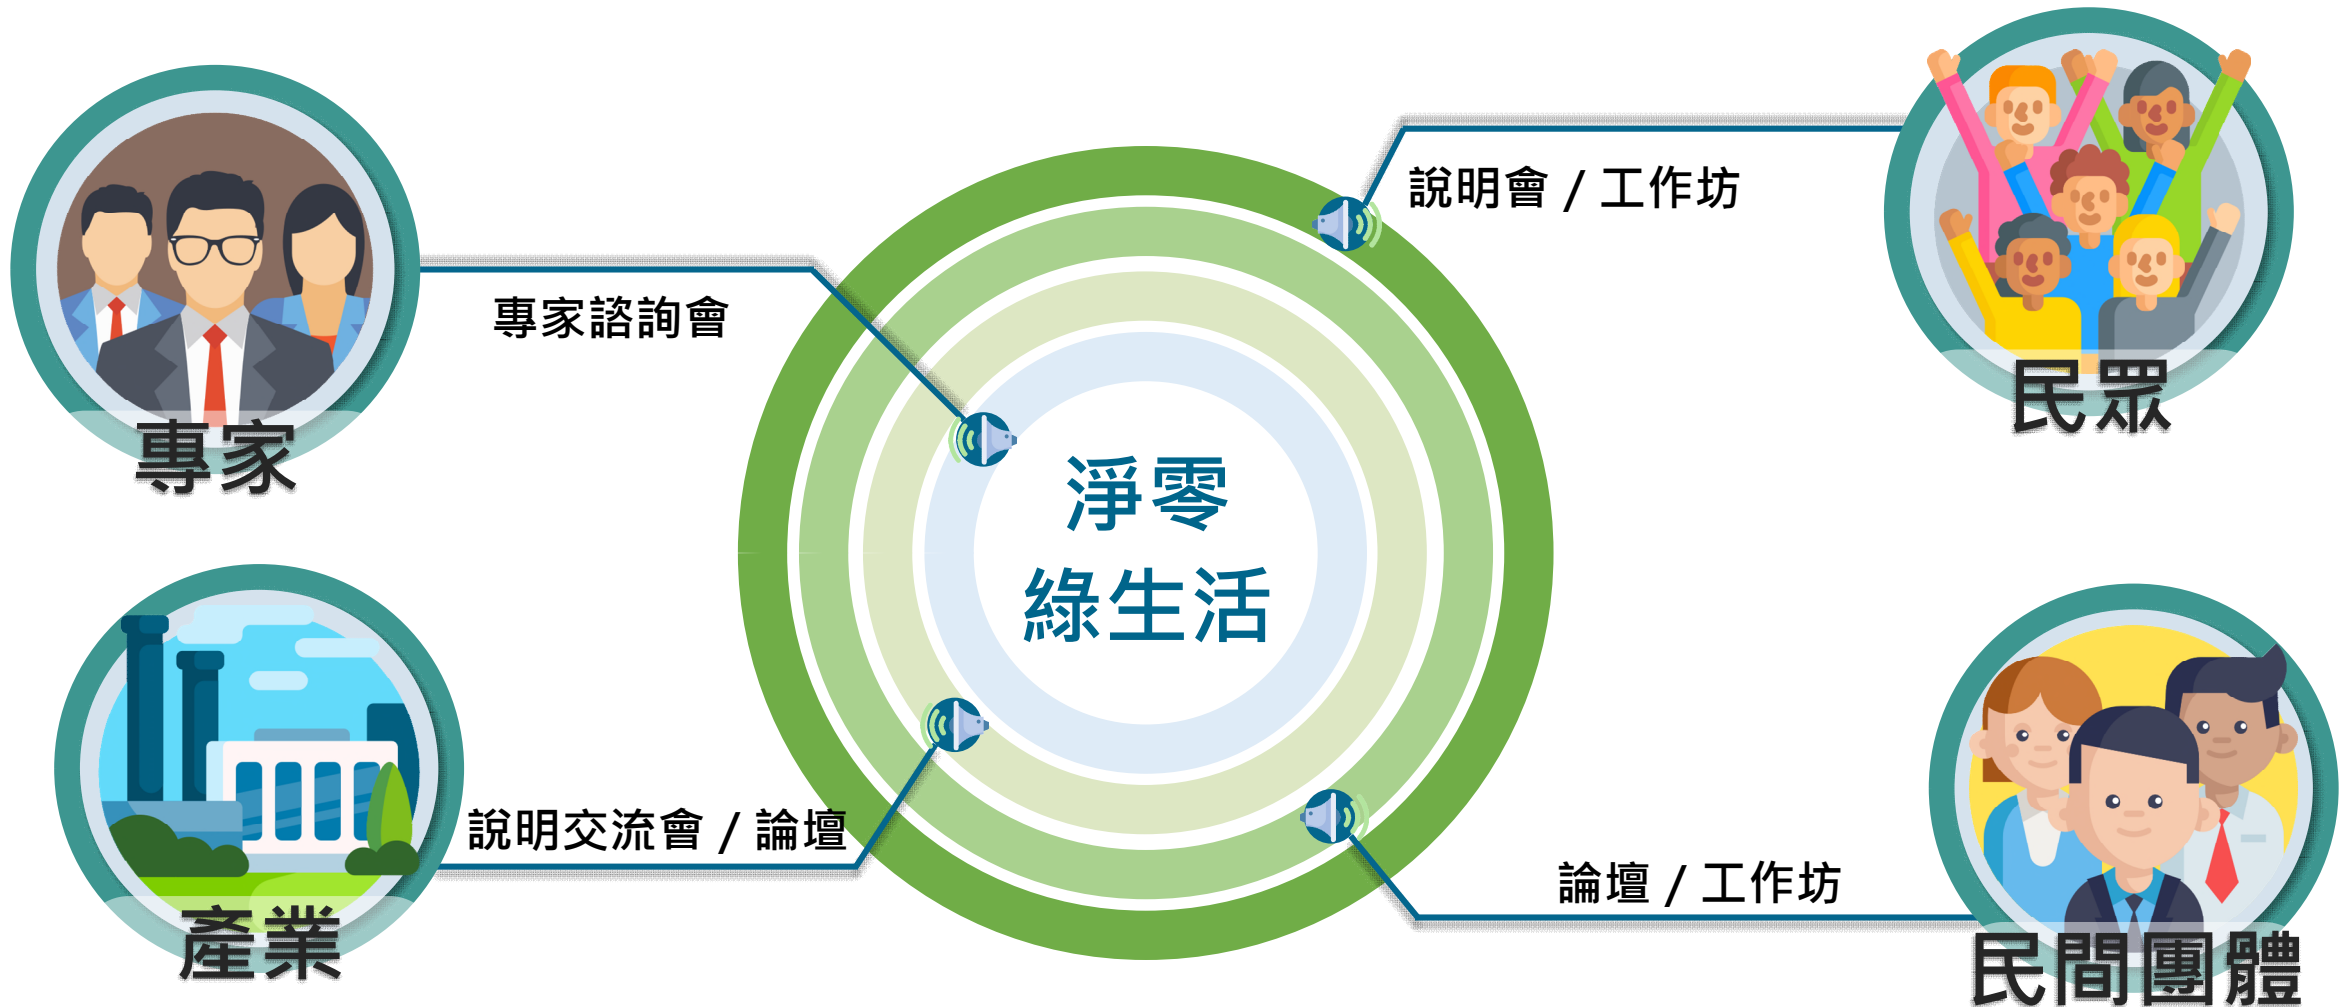 專家
專家諮詢會
說明會 / 工作坊
民眾
淨零
綠生活
產業
說明交流會 / 論壇
論壇 / 工作坊
民間團體